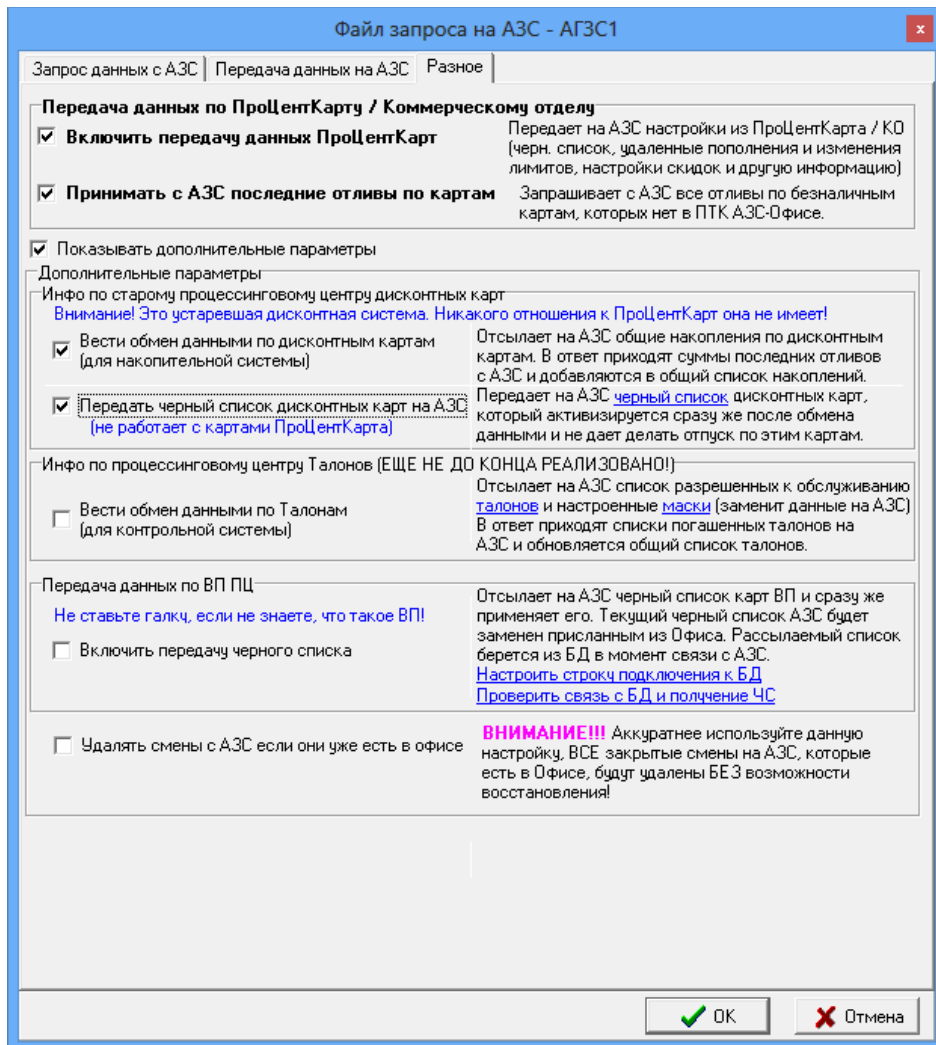 Файл запроса на АЗС - АГЗС1
x
Запрос данных с АЗС
Передача данных на АЗС
Разное
Передача данных по ПроЦентКарту / Коммерческому отделу
Включить передачу данных ПроЦентКарт
Передает на АЗС настройки из ПроЦентКарта / КО
(черн. список, удаленные пополнения и изменения
лимитов, настройки скидок и другую информацию)
Принимать с АЗС последние отливы по картам
Запрашивает с АЗС все отливы по безналичным
картам, которых нет в ПТК АЗС-Офисе.
Показывать дополнительные параметры
Дополнительные параметры
Инфо по старому процессинговому центру дисконтных карт
Внимание! Это устаревшая дисконтная система. Никакого отношения к ПроЦентКарт она не имеет!
Вести обмен данными по дисконтным картам
(для накопительной системы)
Отсылает на АЗС общие накопления по дисконтным
картам. В ответ приходят суммы последних отливов
с АЗС и добавляются в общий список накоплений.
Передать черный список дисконтных карт на АЗС
(не работает с картами ПроЦентКарта)
Передает на АЗС черный список дисконтных карт,
который активизируется сразу же после обмена
данными и не дает делать отпуск по этим картам.
Инфо по процессинговому центру Талонов (ЕЩЕ НЕ ДО КОНЦА РЕАЛИЗОВАНО!)
Вести обмен данными по Талонам
(для контрольной системы)
Отсылает на АЗС список разрешенных к обслуживанию
талонов и настроенные маски (заменит данные на АЗС)
В ответ приходят списки погашенных талонов на
АЗС и обновляется общий список талонов.
Передача данных по ВП ПЦ
Не ставьте галку, если не знаете, что такое ВП!
Включить передачу черного списка
Отсылает на АЗС черный список карт ВП и сразу же
применяет его. Текущий черный список АЗС будет
заменен присланным из Офиса. Рассылаемый список
берется из БД в момент связи с АЗС.
Настроить строку подключения к БД
Проверить связь с БД и получение ЧС
Удалять смены с АЗС если они уже есть в офисе
ВНИМАНИЕ!!! Аккуратнее используйте данную
настройку, ВСЕ закрытые смены на АЗС, которые
есть в Офисе, будут удалены БЕЗ возможности
восстановления!
OK
Отмена